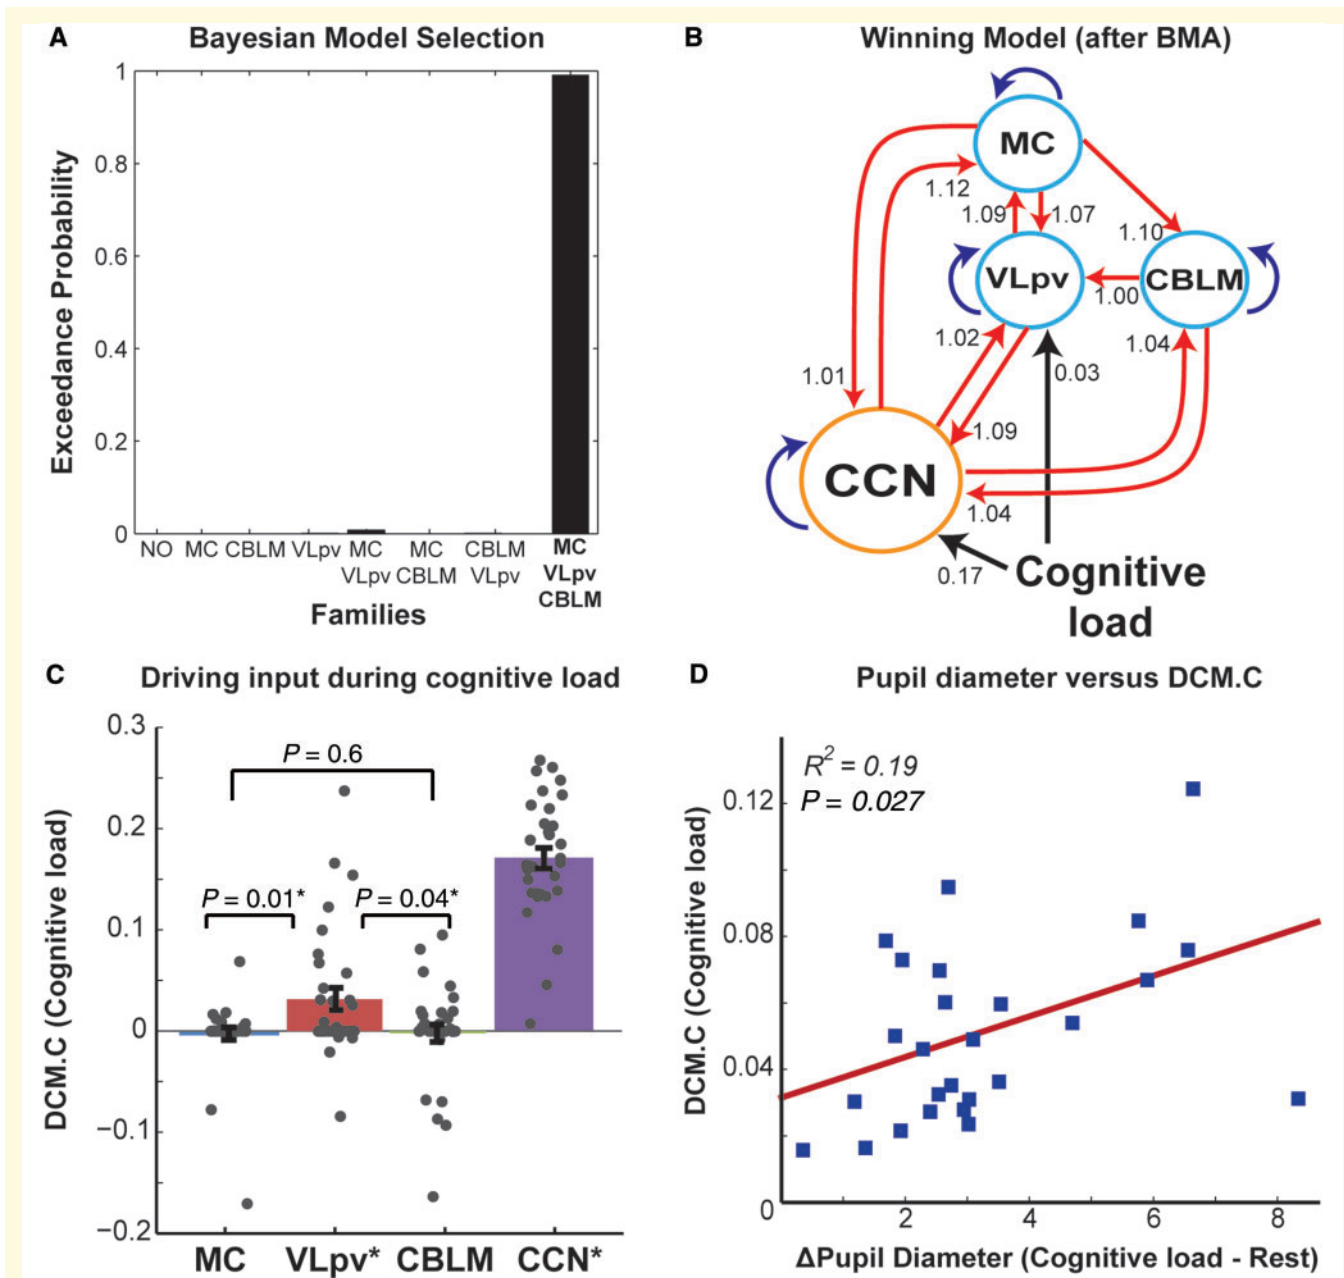 A
Bayesian Model Selection
Exceedance Probability
1
0.8
0.6
0.4
0.2
0
NO MC CBLM VLpv MC MC CBLM MC
VLpv CBLM VLpv VLpv
CBLM
Families
B
Winning Model (after BMA)
MC
1.12
1.09
1.07
1.10
VLpv
CBLM
1.00
1.02
1.04
1.01
0.03
1.09
CCN
1.04
0.17
Cognitive
load
C
Driving input during cognitive load
DCM.C (Cognitive load)
0.3
0.2
0.1
0
−0.1
−0.2
P = 0.6
P = 0.01*
P = 0.04*
MC VLpv* CBLM CCN*
D
Pupil diameter versus DCM.C
R2 = 0.19
P = 0.027
DCM.C (Cognitive load)
0.12
0.08
0.04
0
2 4 6 8
ΔPupil Diameter (Cognitive load - Rest)